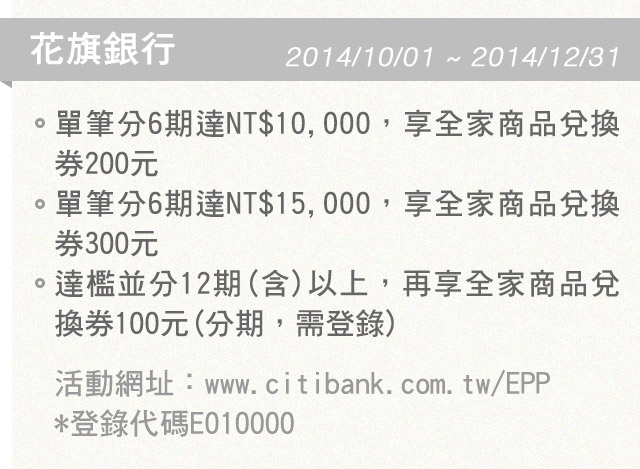 花旗銀行 2014/10/01 ~ 2014/12/31
單筆分6期達NT$10,000，享全家商品兌換
券200元
單筆分6期達NT$15,000，享全家商品兌換
券300元
達檻並分12期(含)以上，再享全家商品兌
換券100元(分期，需登錄)
活動網址：www.citibank.com.tw/EPP
*登錄代碼E010000